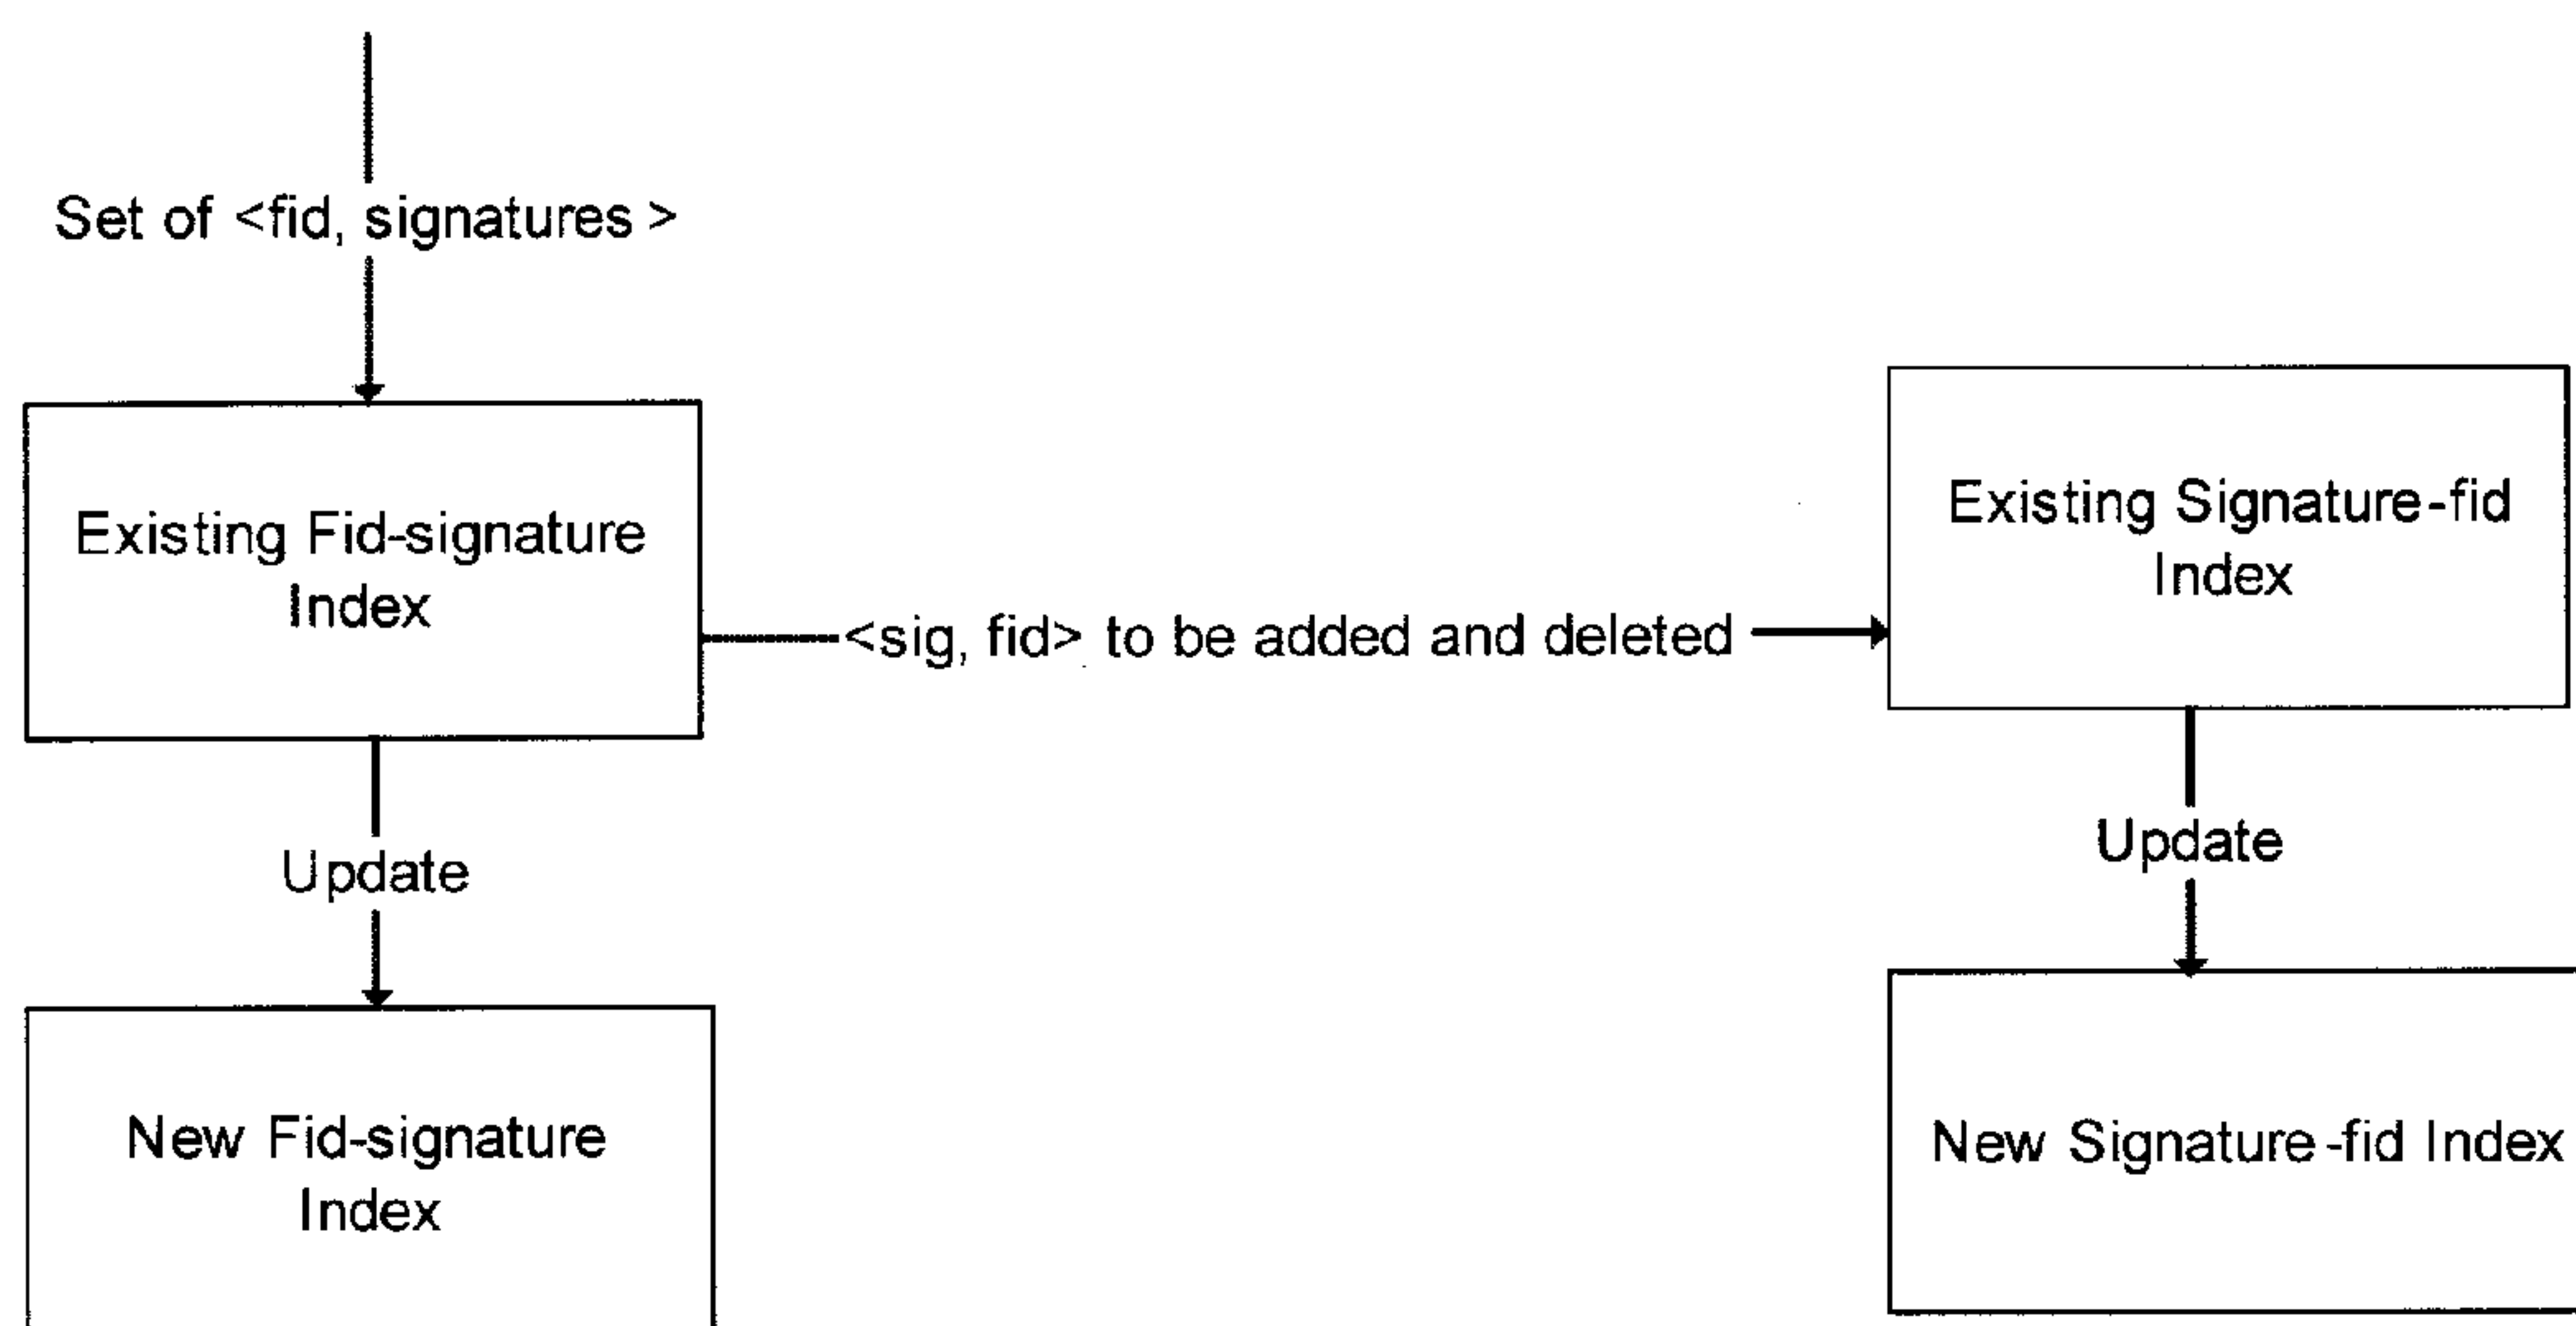 Set of <fid, signatures >
Existing Fid-signature
Index
<sig, fid> to be added and deleted
Existing Signature-fid
Index
Update
Update
New Fid-signature
Index
New Signature-fid Index